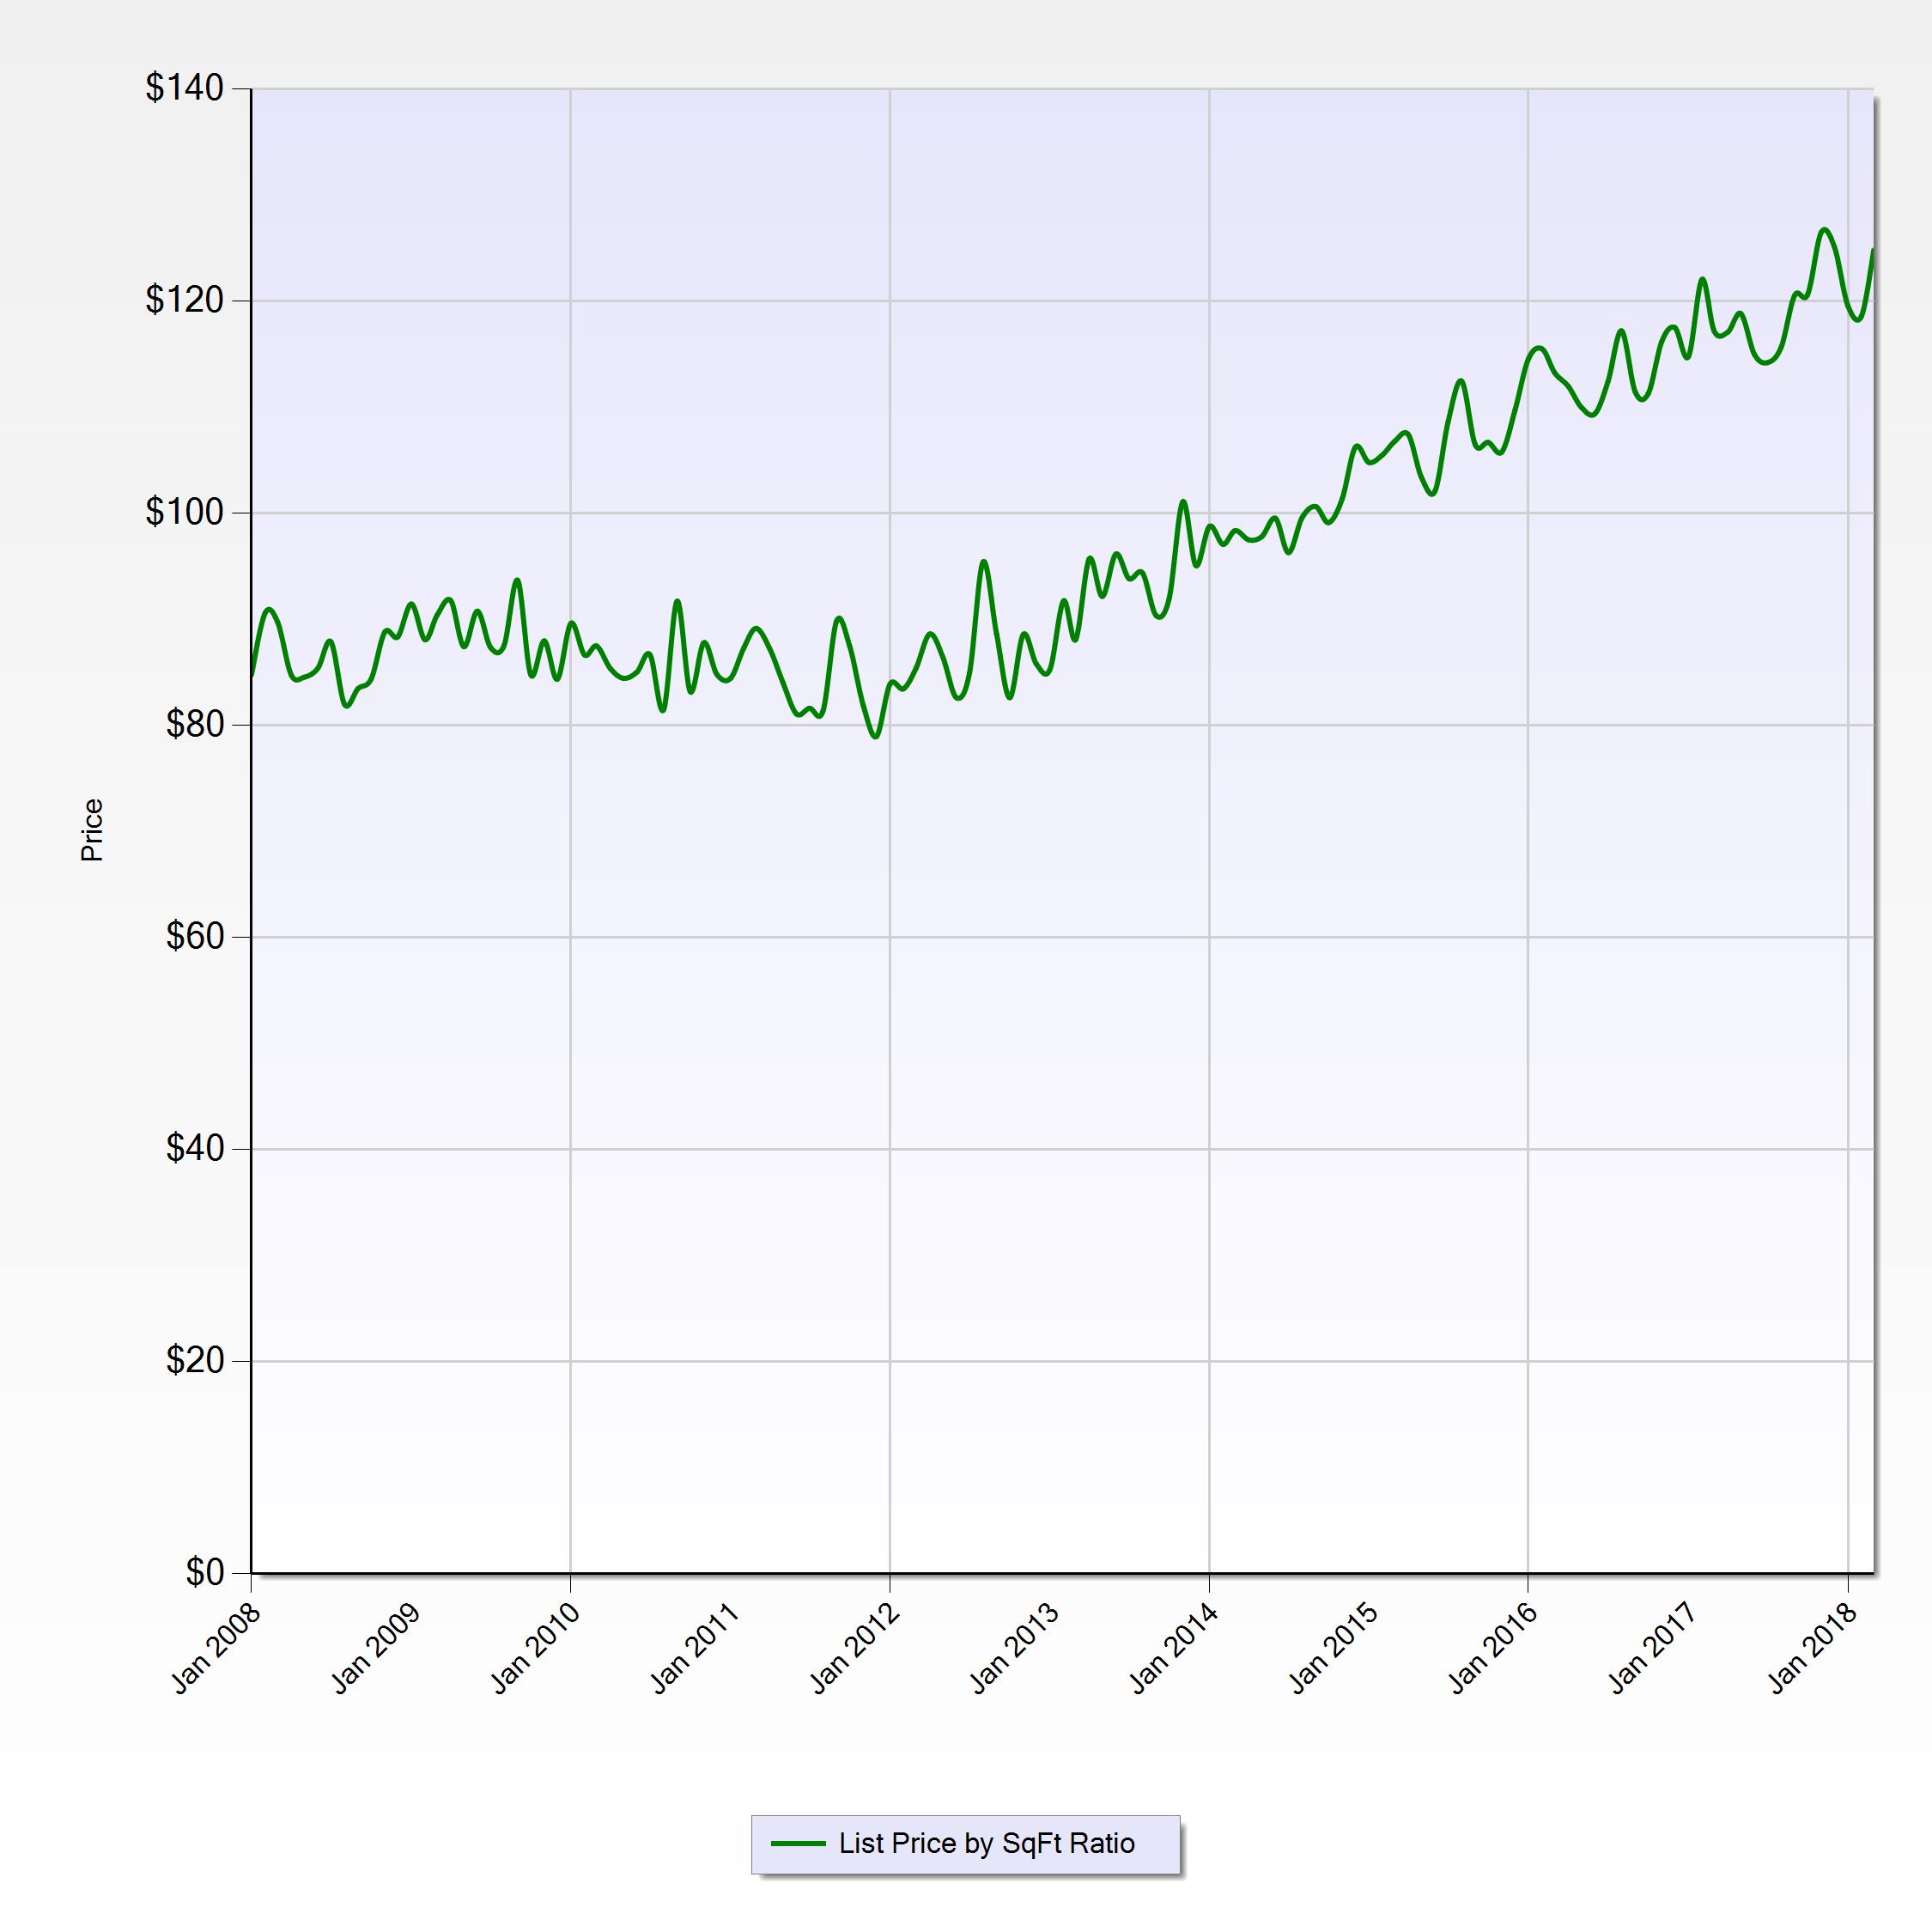 $140
$120
$100
$80
$60
$40
$20
$0
Price
Jan 2008
Jan 2009
Jan 2010
Jan 2011
Jan 2012
Jan 2013
Jan 2014
Jan 2015
Jan 2016
Jan 2017
Jan 2018
List Price by SqFt Ratio